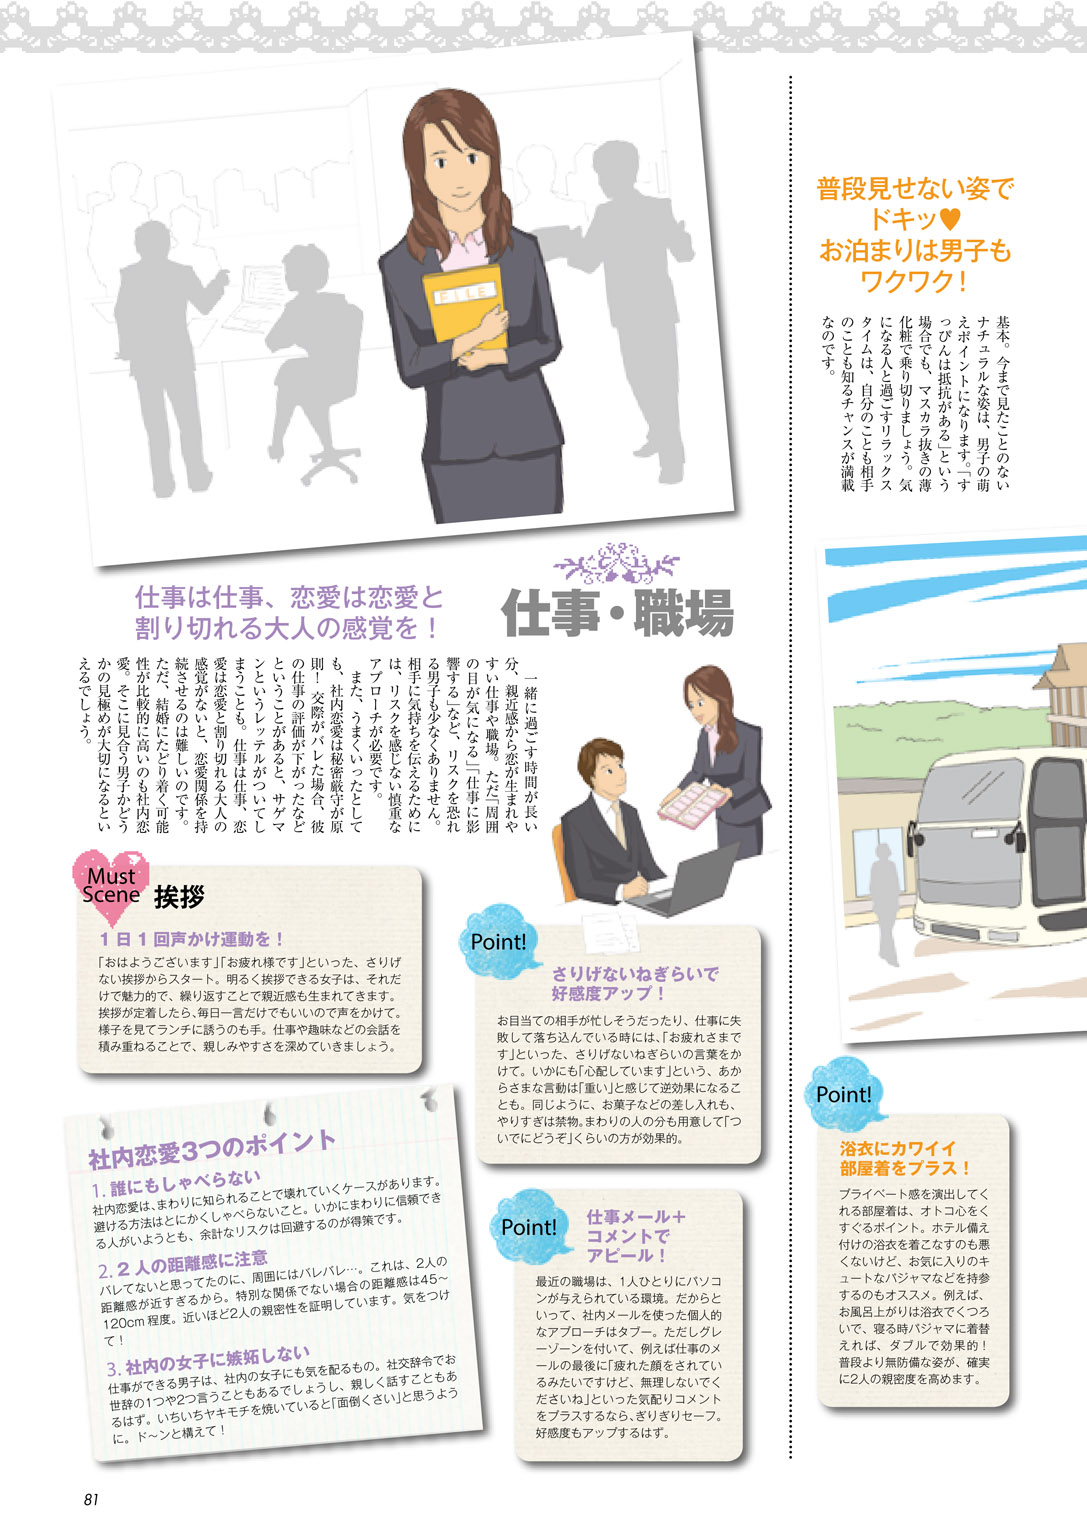 普段見せない姿で
ドキッ♥
お泊まりは男子も
ワクワク！
基本。今まで見たことのない
ナチュラルな姿は、男子の萌
えポイントになります。「す
っぴんは抵抗がある」という
場合でも、マスカラ抜きの薄
化粧で乗り切りましょう。気
になる人と過ごすリラックス
タイムは、自分のことも相手
のことも知るチャンスが満載
なのです。
Point!
浴衣にカワイイ
部屋着をプラス！
プライベート感を演出してく
れる部屋着は、オトコ心をく
すぐるポイント。ホテル備え
付けの浴衣を着こなすのも悪
くないけど、お気に入りのキ
ュートなパジャマなどを持参
するのもオススメ。例えば、
お風呂上がりは浴衣でくつろ
いで、寝る時パジャマに着替
えれば、ダブルで効果的！
普段より無防備な姿が、確実
に2人の親密度を高めます。
FILE
仕事・職場
仕事は仕事、恋愛は恋愛と
割り切れる大人の感覚を！
一緒に過ごす時間が長い
分、親近感から恋が生まれや
すい仕事や職場。ただ「周囲
の目が気になる」「仕事に影
響する」など、リスクを恐れ
る男子も少なくありません。
相手に気持ちを伝えるために
は、リスクを感じない慎重な
アプローチが必要です。
また、うまくいったとして
も、社内恋愛は秘密厳守が原
則！ 交際がバレた場合、彼
の仕事の評価が下がったなど
ということがあると、サゲマ
ンというレッテルがついてし
まうことも。仕事は仕事、恋
愛は恋愛と割り切れる大人の
感覚がないと、恋愛関係を持
続させるのは難しいのです。
ただ、結婚にたどり着く可能
性が比較的に高いのも社内恋
愛。そこに見合う男子かどう
かの見極めが大切になるとい
えるでしょう。
Must
Scene
挨拶
1日1回声かけ運動を！
「おはようございます」「お疲れ様です」といった、さりげ
ない挨拶からスタート。明るく挨拶できる女子は、それだ
けで魅力的で、繰り返すことで親近感も生まれてきます。
挨拶が定着したら、毎日一言だけでもいいので声をかけて。
様子を見てランチに誘うのも手。仕事や趣味などの会話を
積み重ねることで、親しみやすさを深めていきましょう。
Point!
さりげないねぎらいで
好感度アップ！
お目当ての相手が忙しそうだったり、仕事に失
敗して落ち込んでいる時には、「お疲れさまで
す」といった、さりげないねぎらいの言葉をか
けて。いかにも「心配しています」という、あか
らさまな言動は「重い」と感じて逆効果になるこ
とも。同じように、お菓子などの差し入れも、
やりすぎは禁物。まわりの人の分も用意して「つ
いでにどうぞ」くらいの方が効果的。
社内恋愛3つのポイント
1. 誰にもしゃべらない
社内恋愛は、まわりに知られることで壊れていくケースがあります。
避ける方法はとにかくしゃべらないこと。いかにまわりに信頼でき
る人がいようとも、余計なリスクは回避するのが得策です。
2. 2人の距離感に注意
バレてないと思ってたのに、周囲にはバレバレ…。これは、2人の
距離感が近すぎるから。特別な関係でない場合の距離感は45〜
120cm程度。近いほど2人の親密性を証明しています。気をつけ
て！
3. 社内の女子に嫉妬しない
仕事ができる男子は、社内の女子にも気を配るもの。社交辞令でお
世辞の1つや2つ言うこともあるでしょうし、親しく話すこともあ
るはず。いちいちヤキモチを焼いていると「面倒くさい」と思うよう
に。ド〜ンと構えて！
Point!
仕事メール＋
コメントで
アピール！
最近の職場は、1人ひとりにパソコ
ンが与えられている環境。だからと
いって、社内メールを使った個人的
なアプローチはタブー。ただしグレ
ーゾーンを付いて、例えば仕事のメ
ールの最後に「疲れた顔をされてい
るみたいですけど、無理しないでく
ださいね」といった気配りコメント
をプラスするなら、ぎりぎりセーフ。
好感度もアップするはず。
81